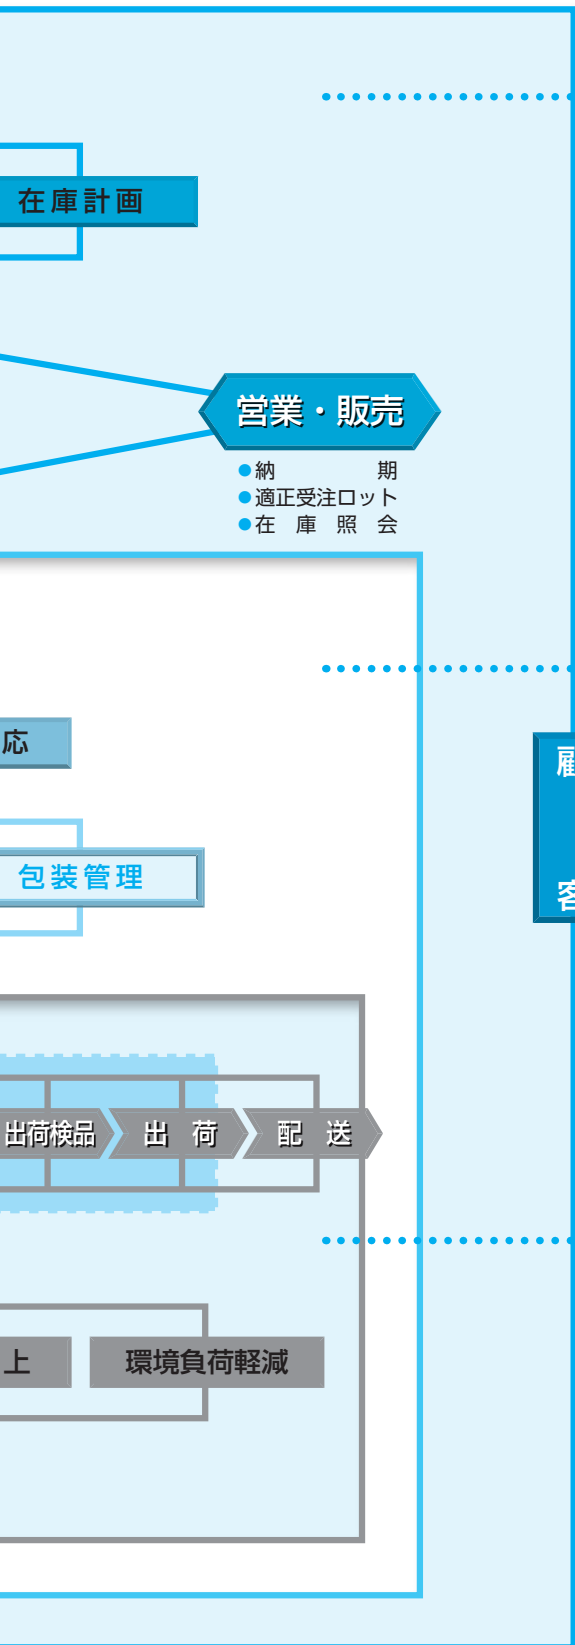 在庫計画
営業・販売
●納期
●適正受注ロット
●在庫照会
応
顧
客
包装管理
出荷検品
出荷
配送
上
環境負荷軽減